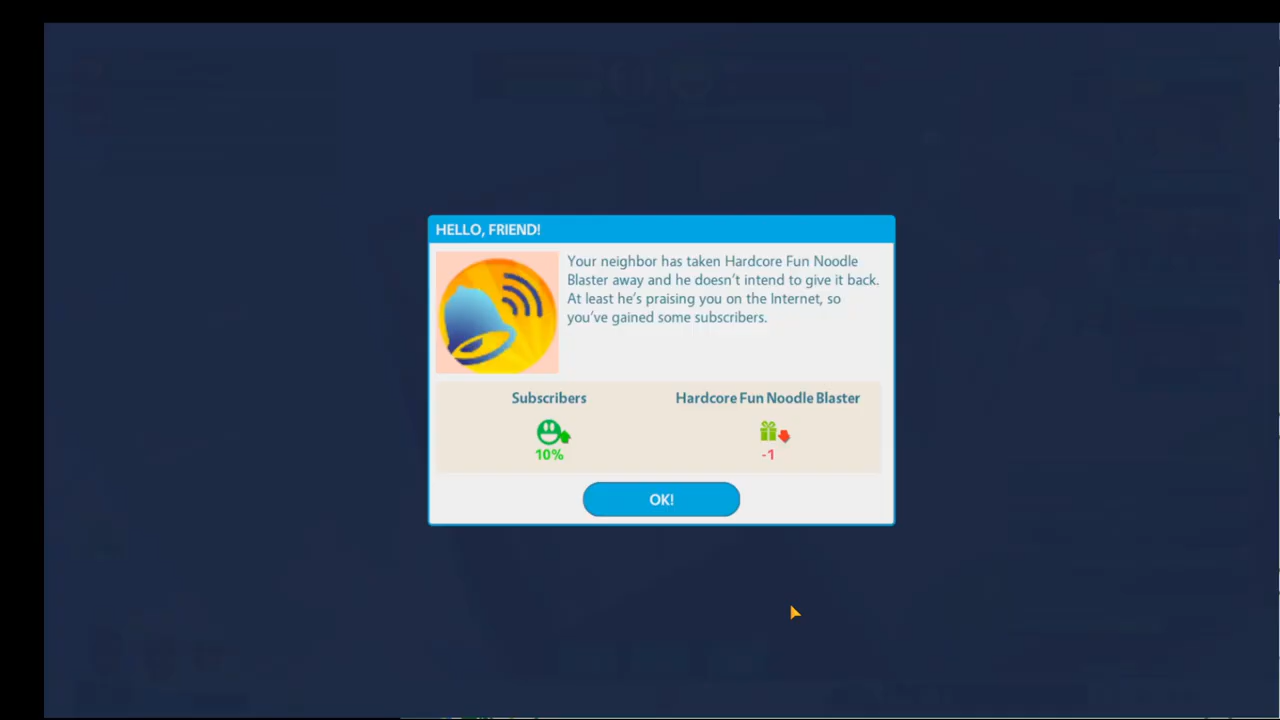 HELLO, FRIEND!
Your neighbor has taken Hardcore Fun Noodle
Blaster away and he doesn't intend to give it back.
At least he's praising you on the Internet, so
you've gained some subscribers.
Subscribers
Hardcore Fun Noodle Blaster
10%
-1
OK!